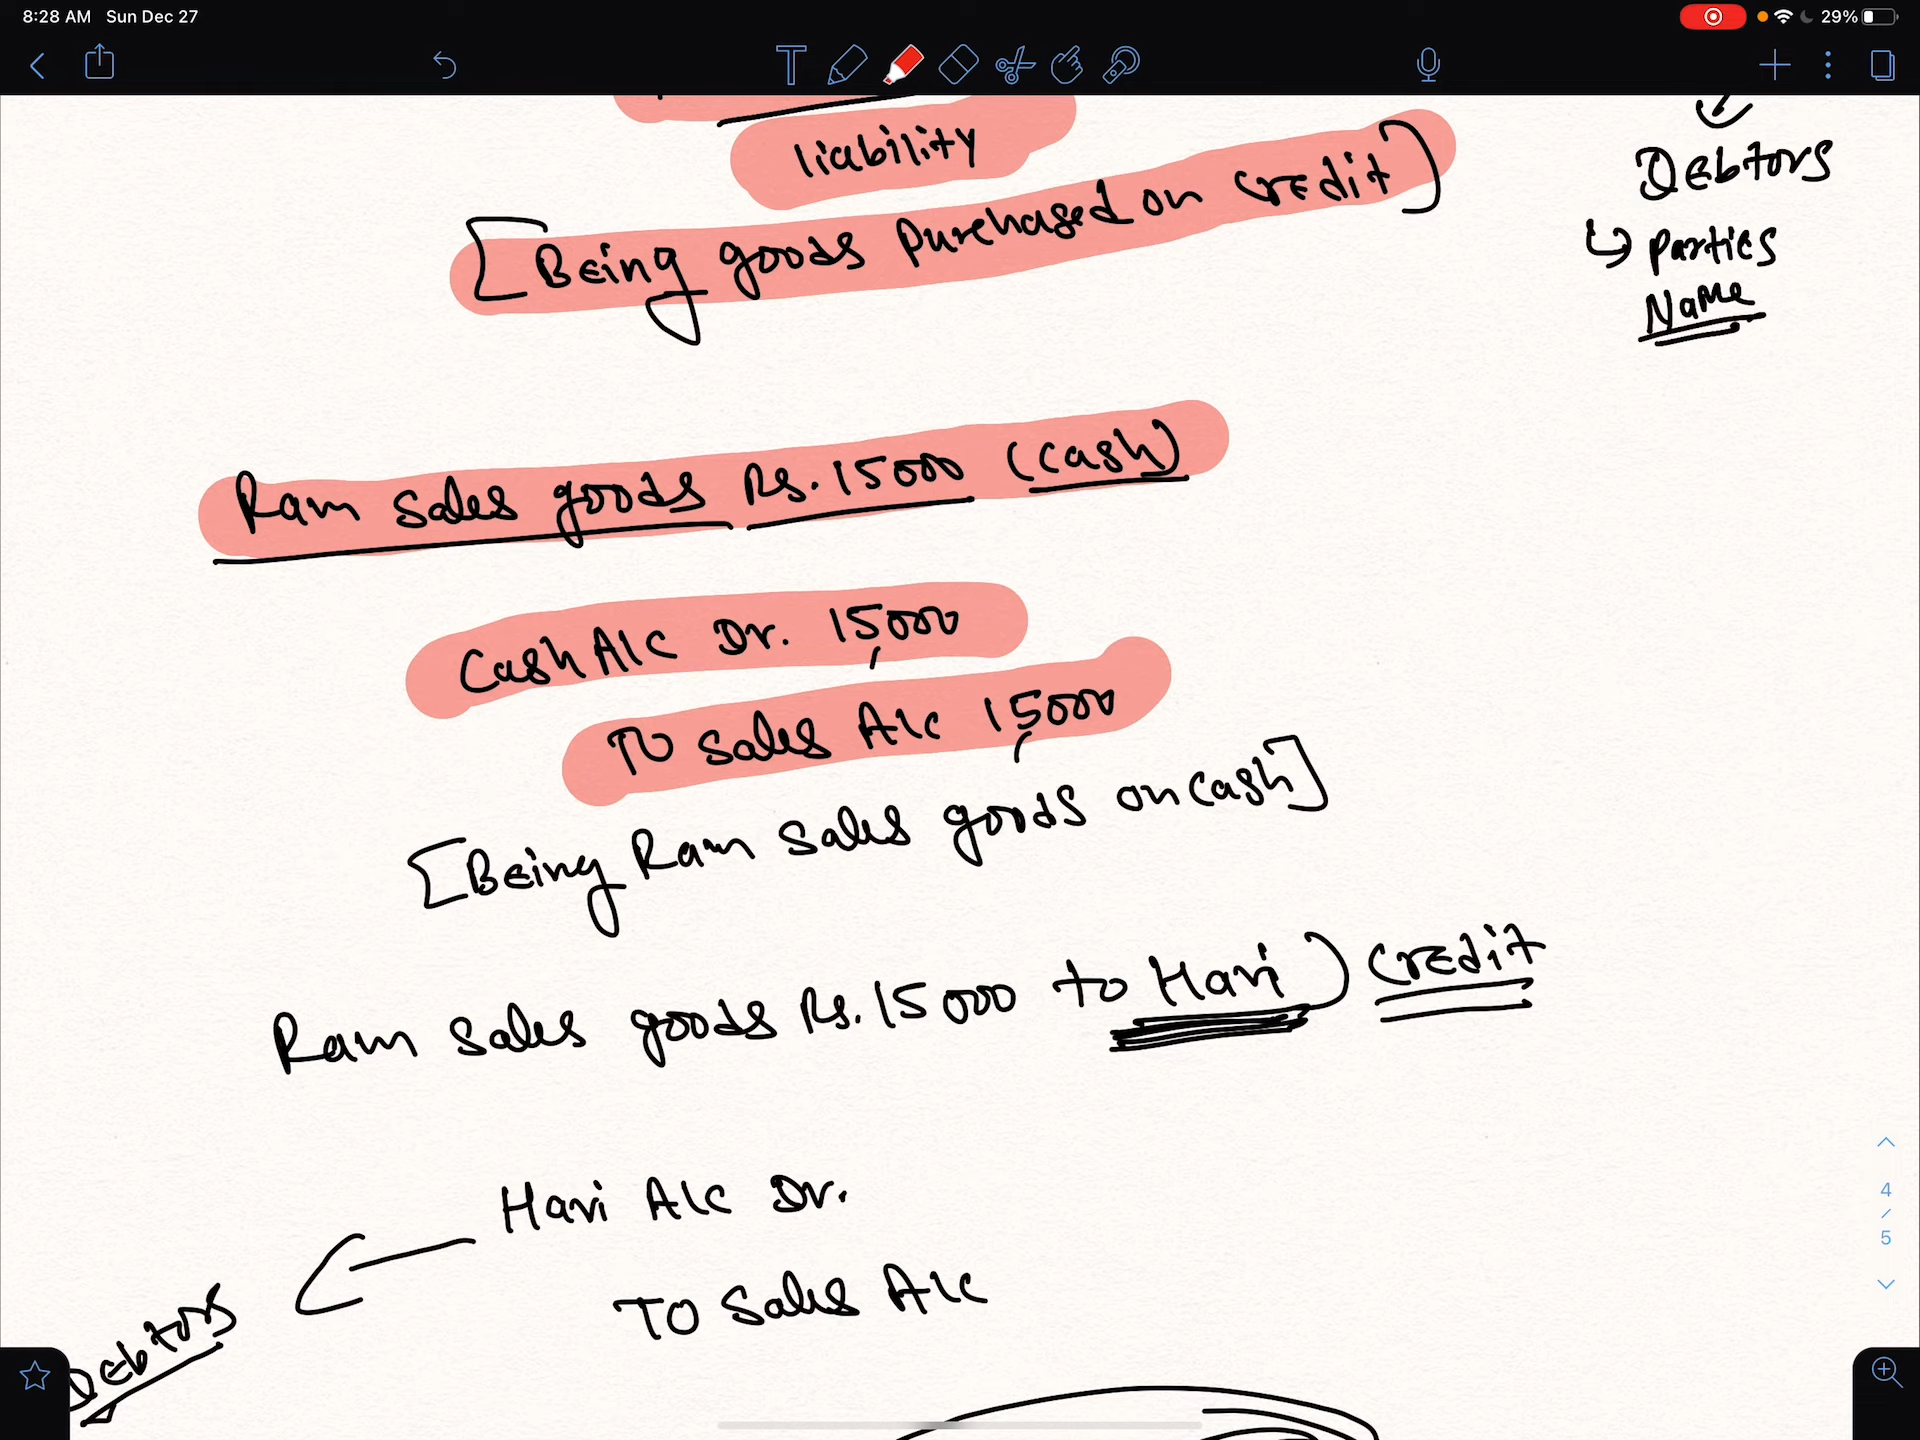 8:28 AM Sun Dec 27
29%
liability
[Being goods purchased on credit]
Debtors
↳ parties
Name
Ram sales goods Rs. 15000 (cash)
Cash A/c Dr. 15,000
To sales A/c 15,000
[Being Ram sales goods on cash]
Ram sales goods Rs. 15000 to Hari) credit
Hari A/c Dr.
To sales A/c
Debtors
4
/
5